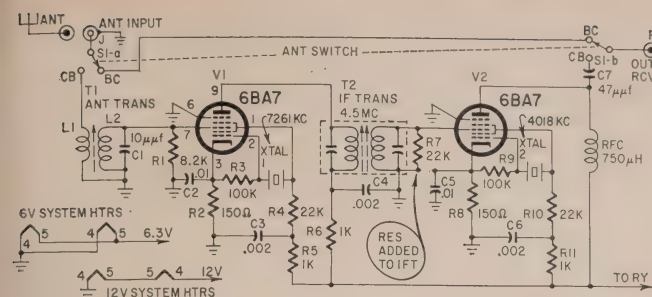 ANT
ANT INPUT
J
S1-a
CB
BC
ANT SWITCH
BC
CB
S1-b
OUT
RCV
C7
47μμf
T1
ANT TRANS
L1
L2
10μμf
C1
V1
9
6BA7
6
7
1
2
3
7261KC
XTAL
1
R1
8.2K
C2
.01
R3
100K
R2
150Ω
C3
.002
R4
22K
R5
1K
T2
IF TRANS
4.5MC
R7
22K
C4
.002
R6
1K
RES
ADDED
TO IFT
V2
6BA7
4018KC
XTAL
2
C5
.01
R9
100K
R8
150Ω
C6
.002
R10
22K
R11
1K
RFC
750μH
TO RY
6V SYSTEM HTRS
5
4
5
4
6.3V
4
5
5
4
12V
12V SYSTEM HTRS